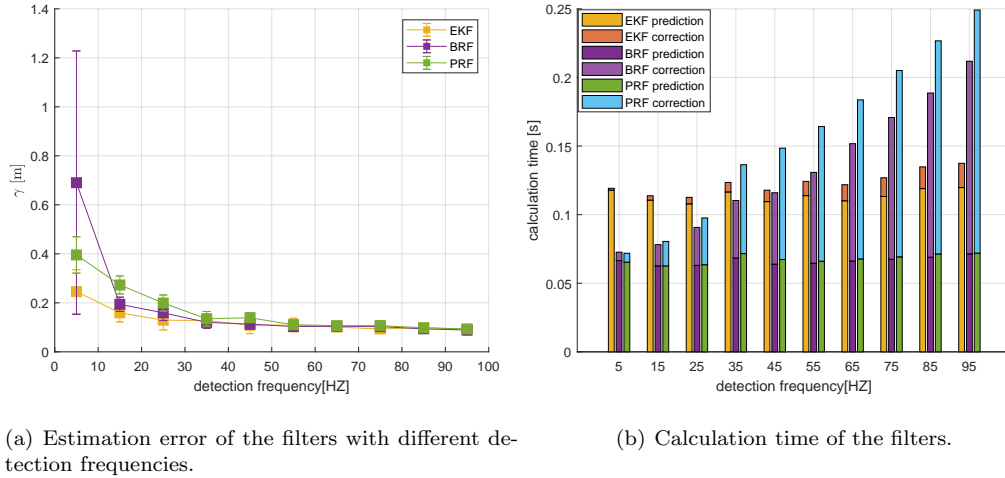 1.4
1.2
1
0.8
0.6
0.4
0.2
0
γ [m]
0 10 20 30 40 50 60 70 80 90 100
detection frequency[HZ]
EKF
BRF
PRF
(a) Estimation error of the filters with different de-
tection frequencies.
0.25
0.2
0.15
0.1
0.05
0
calculation time [s]
5 15 25 35 45 55 65 75 85 95
detection frequency[HZ]
EKF prediction
EKF correction
BRF prediction
BRF correction
PRF prediction
PRF correction
(b) Calculation time of the filters.